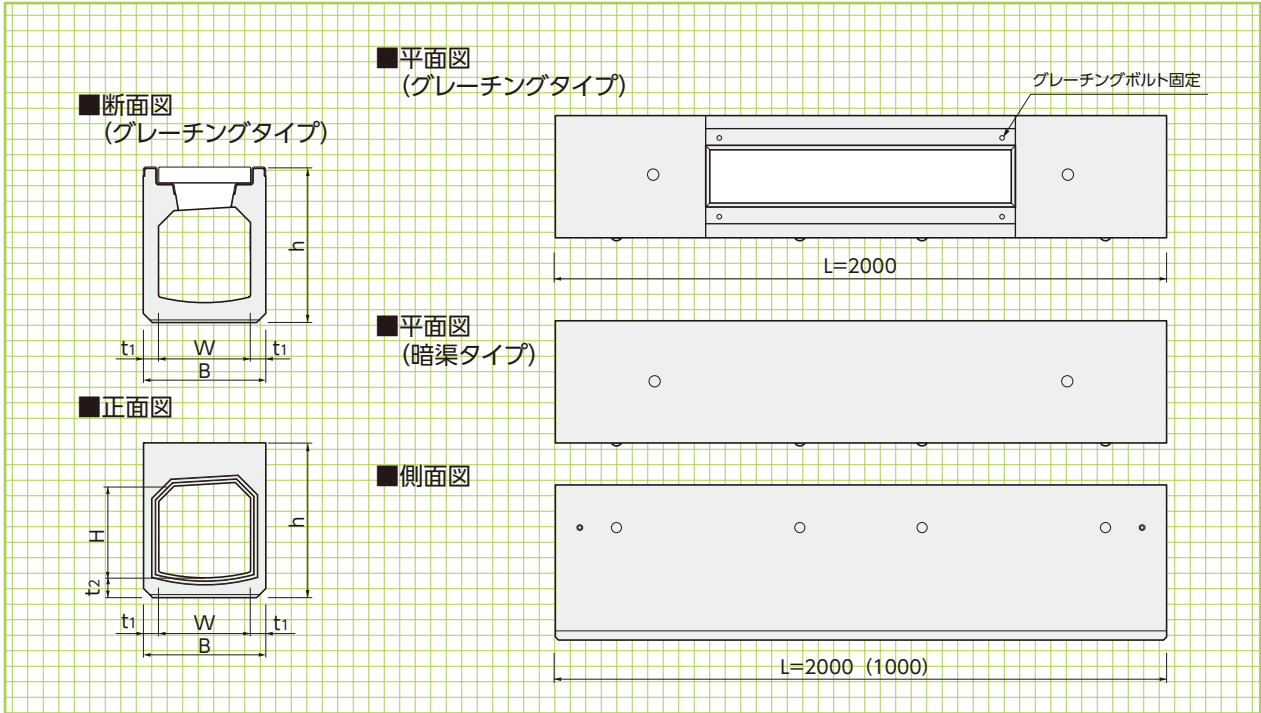 ■断面図
(グレーチングタイプ)
h
t1 W t1
B
■正面図
H
t2
h
t1 W t1
B
■平面図
(グレーチングタイプ)
グレーチングボルト固定
L=2000
■平面図
(暗渠タイプ)
■側面図
L=2000 (1000)